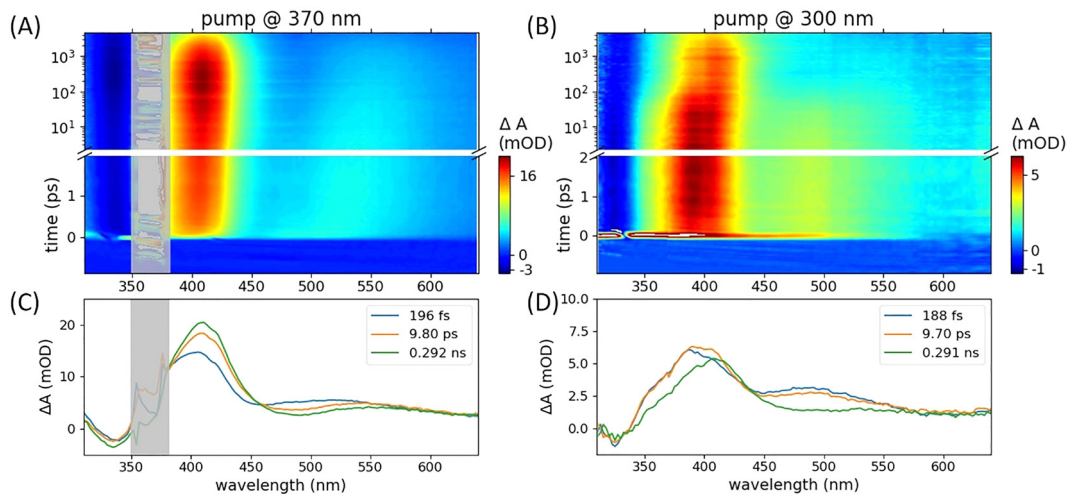 (A) pump @ 370 nm
350 400 450 500 550 600
10³
10²
10¹
2
1
0
time (ps)
Δ A
(mOD)
16
0
-3
(B) pump @ 300 nm
350 400 450 500 550 600
10³
10²
10¹
2
1
0
time (ps)
Δ A
(mOD)
5
0
-1
(C)
20
10
0
ΔA (mOD)
196 fs
9.80 ps
0.292 ns
350 400 450 500 550 600
wavelength (nm)
(D)
10.0
7.5
5.0
2.5
0.0
ΔA (mOD)
188 fs
9.70 ps
0.291 ns
350 400 450 500 550 600
wavelength (nm)